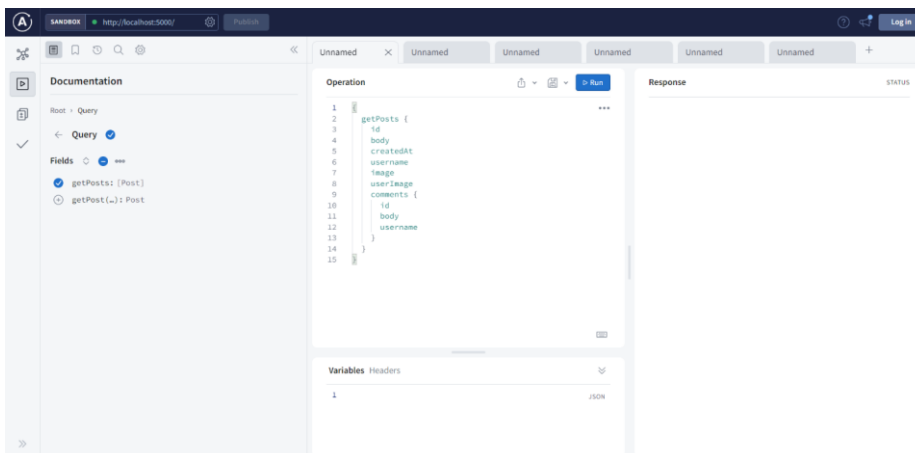 A SANDBOX http://localhost:5000/ Publish Log in
Unnamed Unnamed Unnamed Unnamed Unnamed Unnamed
Documentation
Root > Query
Query
Fields
getPosts: [Post]
getPost(…): Post
Operation Run
1 {
2 getPosts {
3 id
4 body
5 createdAt
6 username
7 image
8 userImage
9 comments {
10 id
11 body
12 username
13 }
14 }
15 }
Variables Headers
1 JSON
Response STATUS